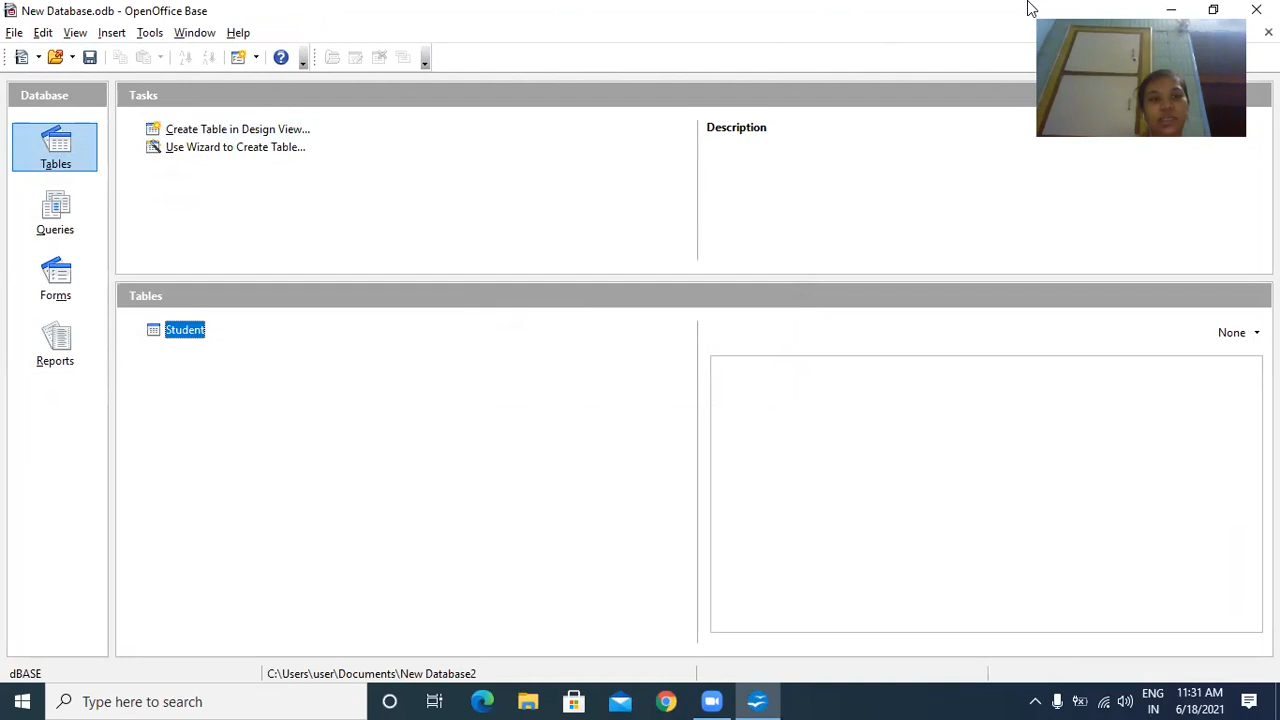 New Database.odb - OpenOffice Base
File Edit View Insert Tools Window Help
Database
Tables
Queries
Forms
Reports
Tasks
Create Table in Design View...
Use Wizard to Create Table...
Description
Tables
Student
None
dBASE
C:\Users\user\Documents\New Database2
Type here to search
ENG
IN
11:31 AM
6/18/2021